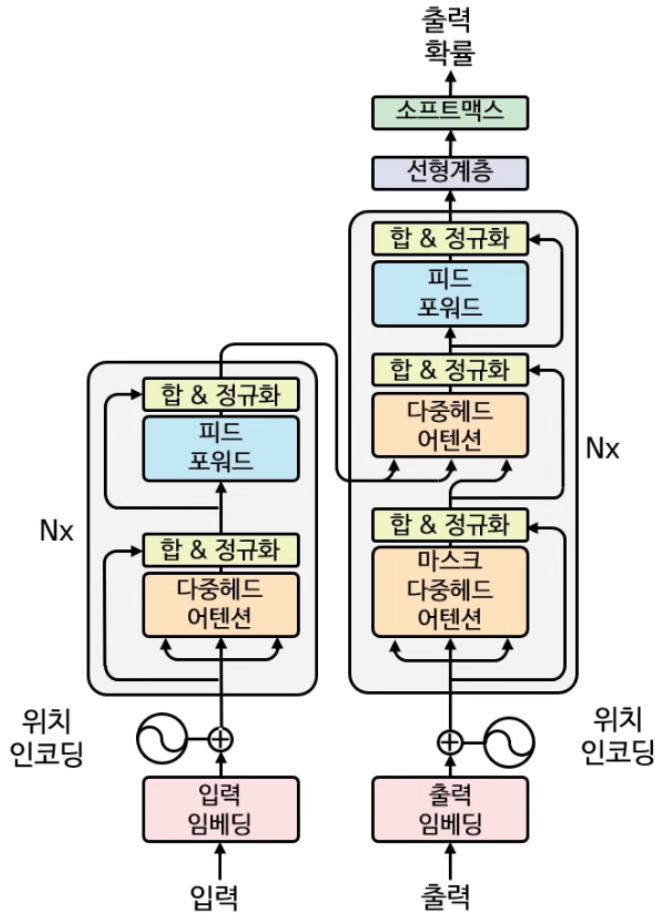 출력
확률
소프트맥스
선형계층
합 & 정규화
피드
포워드
합 & 정규화
다중헤드
어텐션
합 & 정규화
마스크
다중헤드
어텐션
Nx
합 & 정규화
피드
포워드
합 & 정규화
다중헤드
어텐션
Nx
위치
인코딩
위치
인코딩
입력
임베딩
출력
임베딩
입력
출력